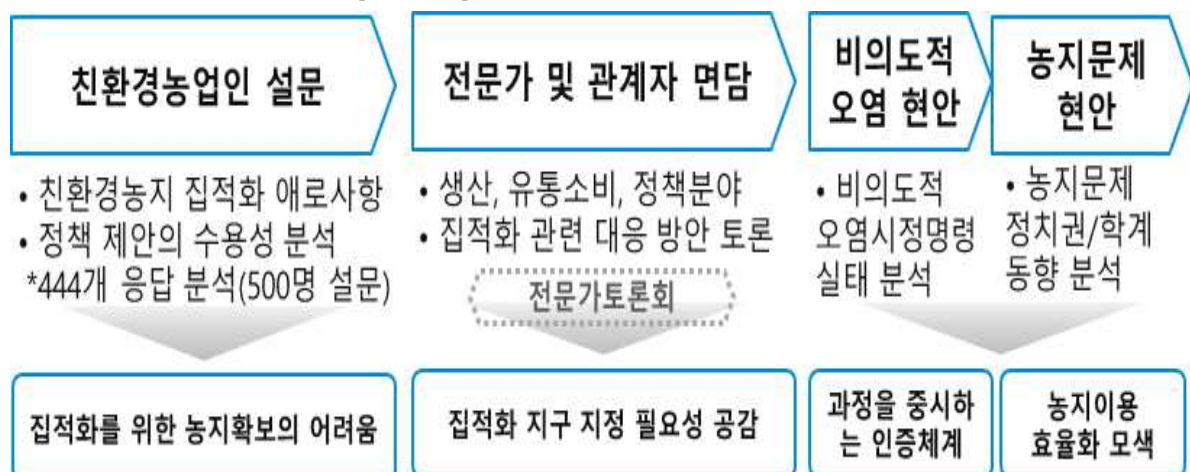 친환경농업인 설문
전문가 및 관계자 면담
비의도적
오염 현안
농지문제
현안
• 친환경농지 집적화 애로사항
• 정책 제안의 수용성 분석
*444개 응답 분석(500명 설문)
• 생산, 유통소비, 정책분야
• 집적화 관련 대응 방안 토론
전문가토론회
• 비의도적
오염시정명령
실태 분석
• 농지문제
정치권/학계
동향 분석
집적화를 위한 농지확보의 어려움
집적화 지구 지정 필요성 공감
과정을 중시하
는 인증체계
농지이용
효율화 모색